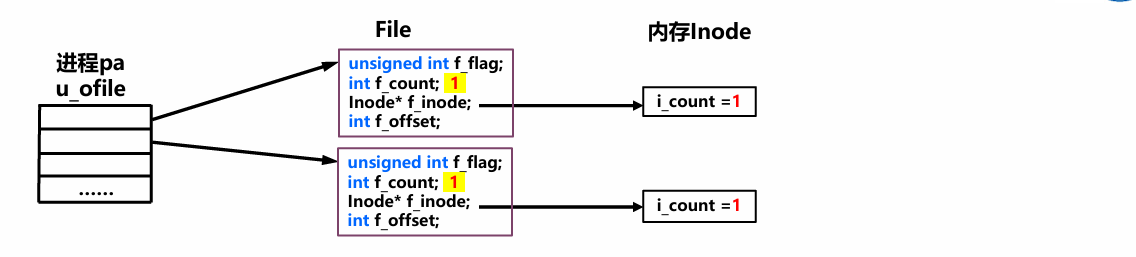 进程pa
u_ofile
……
File
unsigned int f_flag;
int f_count; 1
Inode* f_inode;
int f_offset;
unsigned int f_flag;
int f_count; 1
Inode* f_inode;
int f_offset;
内存Inode
i_count =1
i_count =1